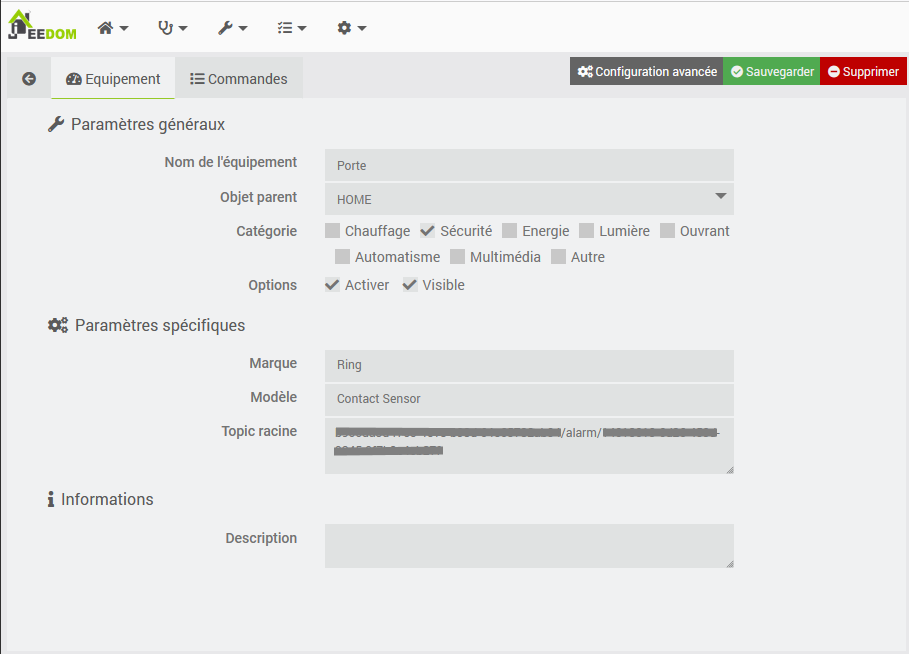 JEEDOM
Equipement Commandes Configuration avancée Sauvegarder Supprimer
Paramètres généraux
Nom de l'équipement Porte
Objet parent HOME
Catégorie Chauffage Sécurité Energie Lumière Ouvrant
Automatisme Multimédia Autre
Options Activer Visible
Paramètres spécifiques
Marque Ring
Modèle Contact Sensor
Topic racine /alarm/
Informations
Description